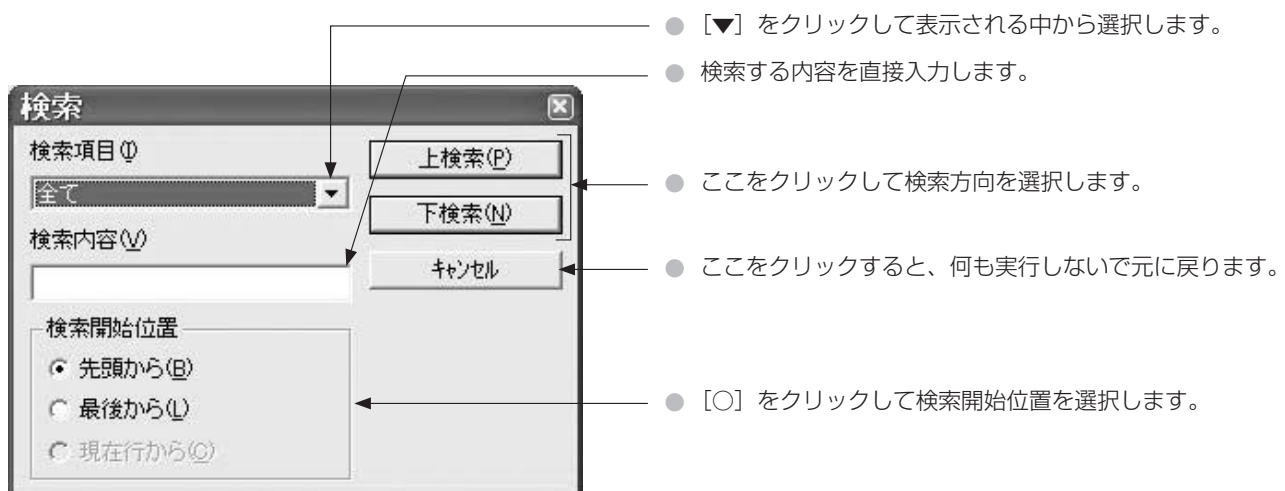 ● ［▼］をクリックして表示される中から選択します。
● 検索する内容を直接入力します。
検索
検索項目(I)
上検索(P)
全て
● ここをクリックして検索方向を選択します。
下検索(N)
検索内容(V)
キャンセル
● ここをクリックすると、何も実行しないで元に戻ります。
検索開始位置
先頭から(B)
最後から(L)
● ［○］をクリックして検索開始位置を選択します。
現在行から(C)